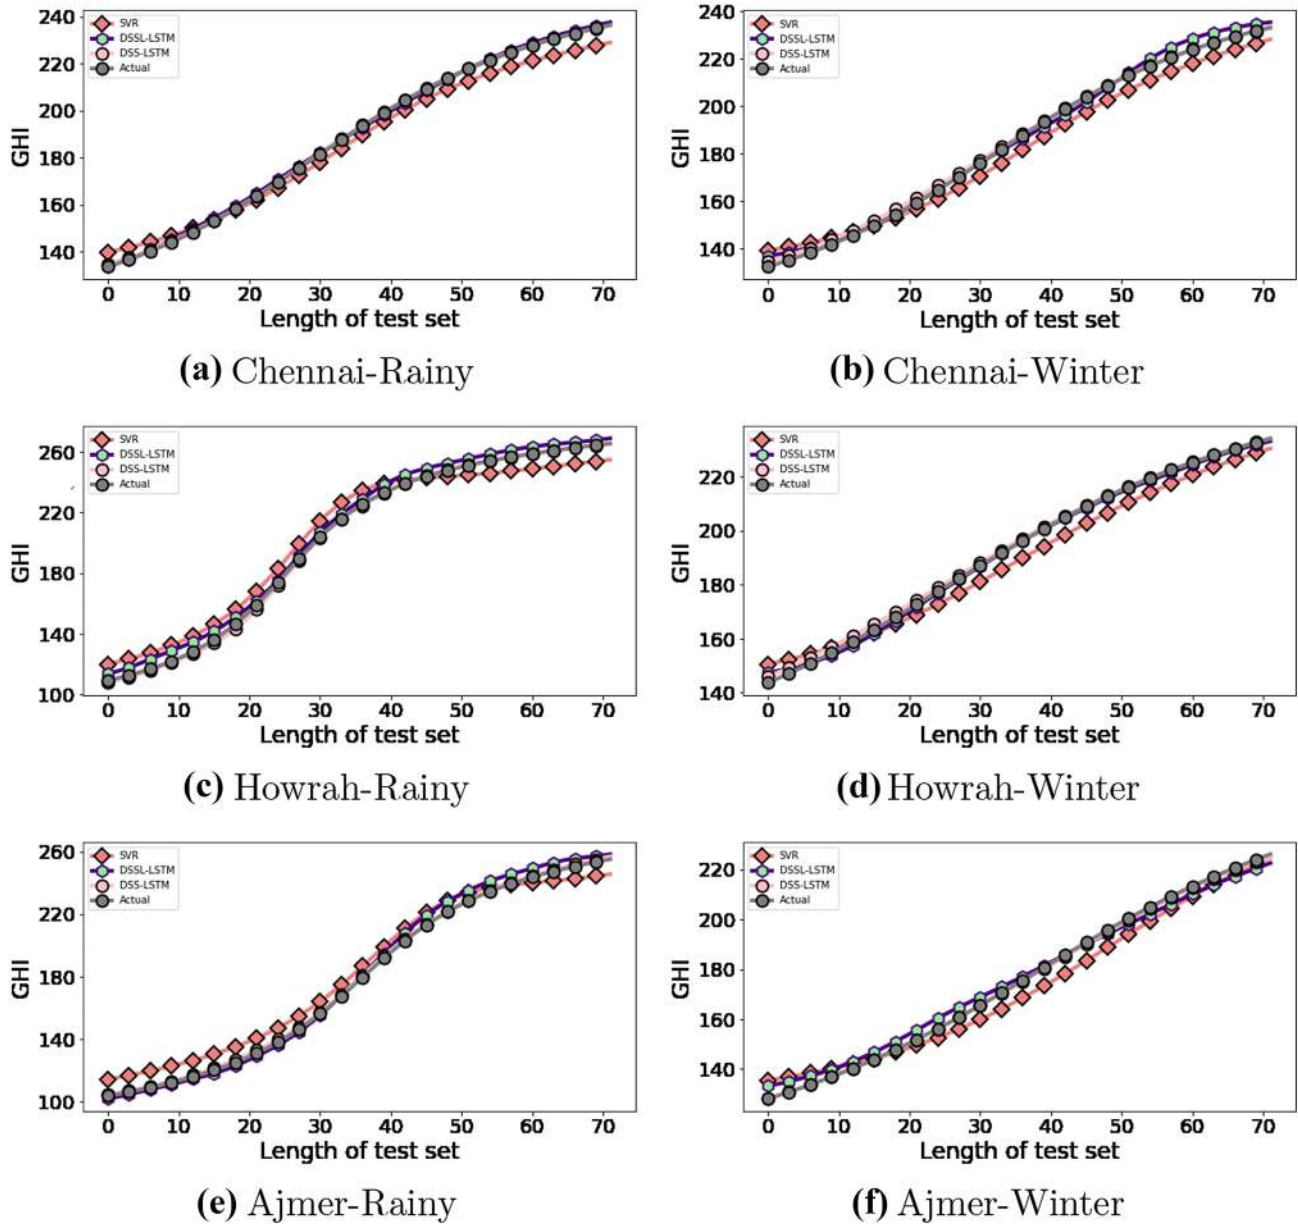 240
220
200
180
160
140
GHI
SVR
DSSL-LSTM
DSS-LSTM
Actual
0 10 20 30 40 50 60 70
Length of test set
(a) Chennai-Rainy
240
220
200
180
160
140
GHI
SVR
DSSL-LSTM
DSS-LSTM
Actual
0 10 20 30 40 50 60 70
Length of test set
(b) Chennai-Winter
260
220
180
140
100
GHI
SVR
DSSL-LSTM
DSS-LSTM
Actual
0 10 20 30 40 50 60 70
Length of test set
(c) Howrah-Rainy
220
200
180
160
140
GHI
SVR
DSSL-LSTM
DSS-LSTM
Actual
0 10 20 30 40 50 60 70
Length of test set
(d) Howrah-Winter
260
220
180
140
100
GHI
SVR
DSSL-LSTM
DSS-LSTM
Actual
0 10 20 30 40 50 60 70
Length of test set
(e) Ajmer-Rainy
220
200
180
160
140
GHI
SVR
DSSL-LSTM
DSS-LSTM
Actual
0 10 20 30 40 50 60 70
Length of test set
(f) Ajmer-Winter